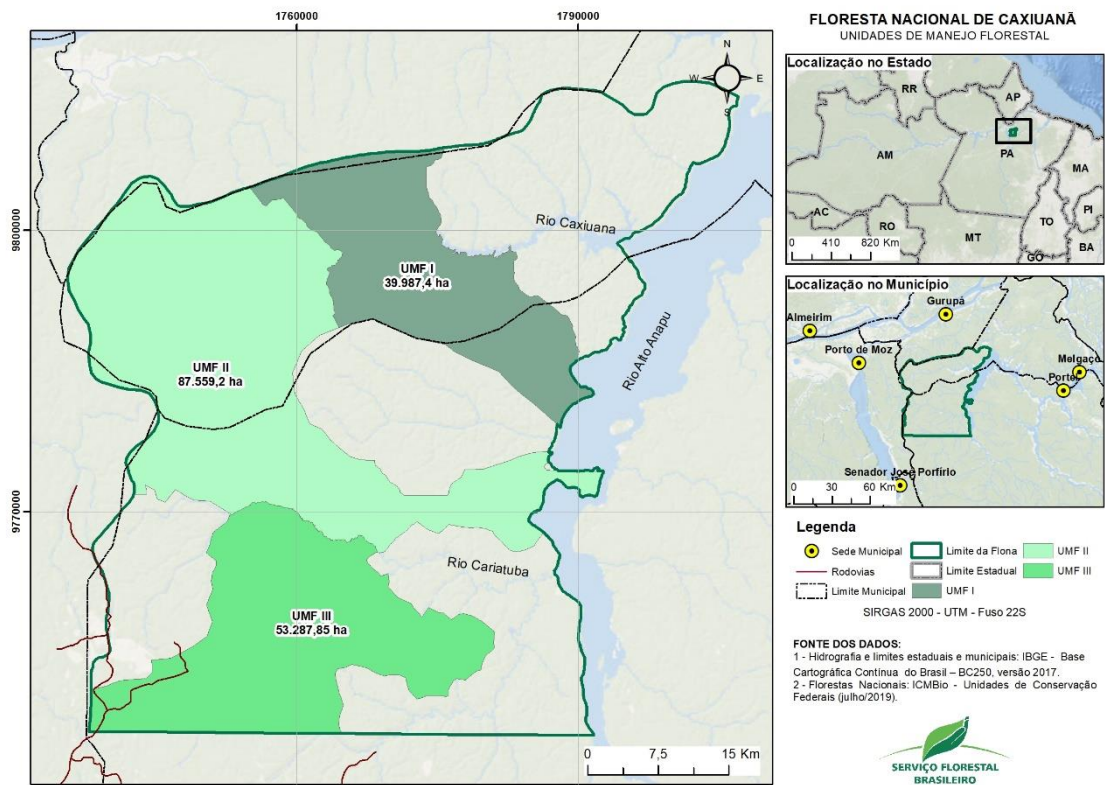 1760000
1790000
9800000
9770000
N
W
E
S
Rio Caxiuana
UMF I
39.987,4 ha
Rio Alto Anapu
UMF II
87.559,2 ha
Rio Cariatuba
UMF III
53.287,85 ha
0 7,5 15 Km
FLORESTA NACIONAL DE CAXIUANÃ
UNIDADES DE MANEJO FLORESTAL
Localização no Estado
RR
AP
AM
PA
MA
AC
RO
MT
TO
PI
GO
BA
0 410 820 Km
Localização no Município
Gurupá
Almeirim
Porto de Moz
Melgaço
Portel
Senador José Porfírio
0 30 60 Km
Legenda
Sede Municipal
Limite da Flona
UMF II
Rodovias
Limite Estadual
UMF III
Limite Municipal
UMF I
SIRGAS 2000 - UTM - Fuso 22S
FONTE DOS DADOS:
1 - Hidrografia e limites estaduais e municipais: IBGE - Base
Cartográfica Contínua do Brasil – BC250, versão 2017.
2 - Florestas Nacionais: ICMBio - Unidades de Conservação
Federais (julho/2019).
SERVIÇO FLORESTAL
BRASILEIRO